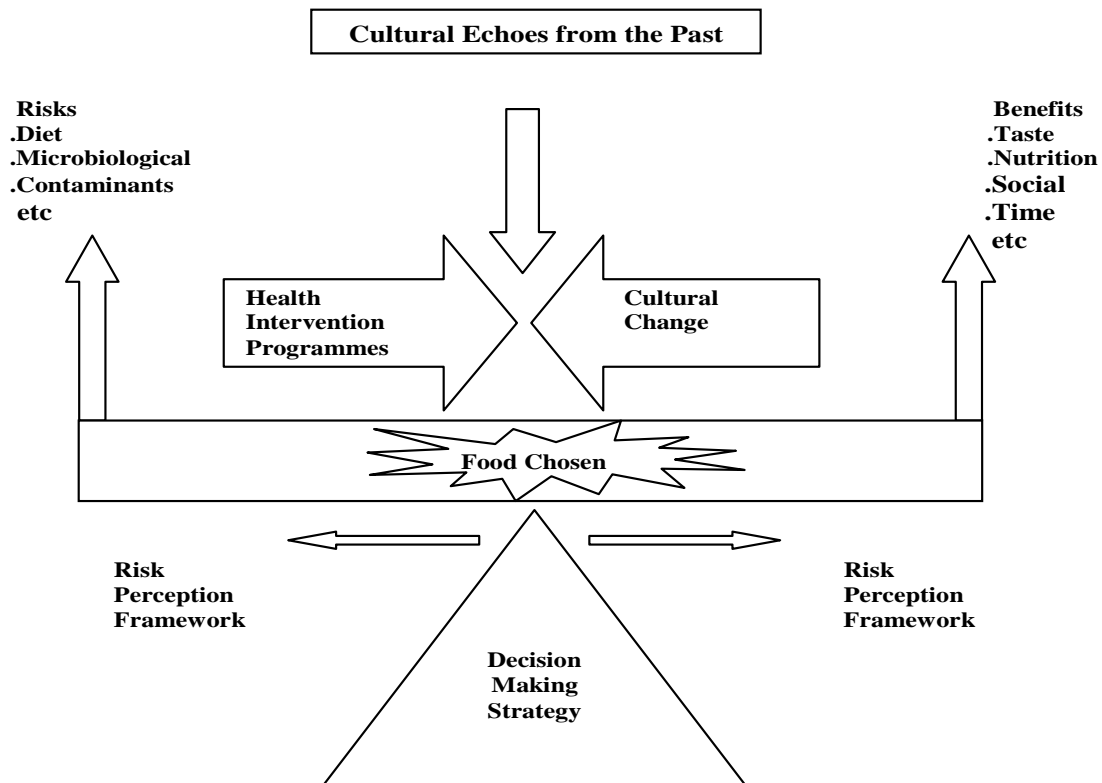 Cultural Echoes from the Past
Risks
.Diet
.Microbiological
.Contaminants
etc
Benefits
.Taste
.Nutrition
.Social
.Time
etc
Health
Intervention
Programmes
Cultural
Change
Food Chosen
Risk
Perception
Framework
Risk
Perception
Framework
Decision
Making
Strategy